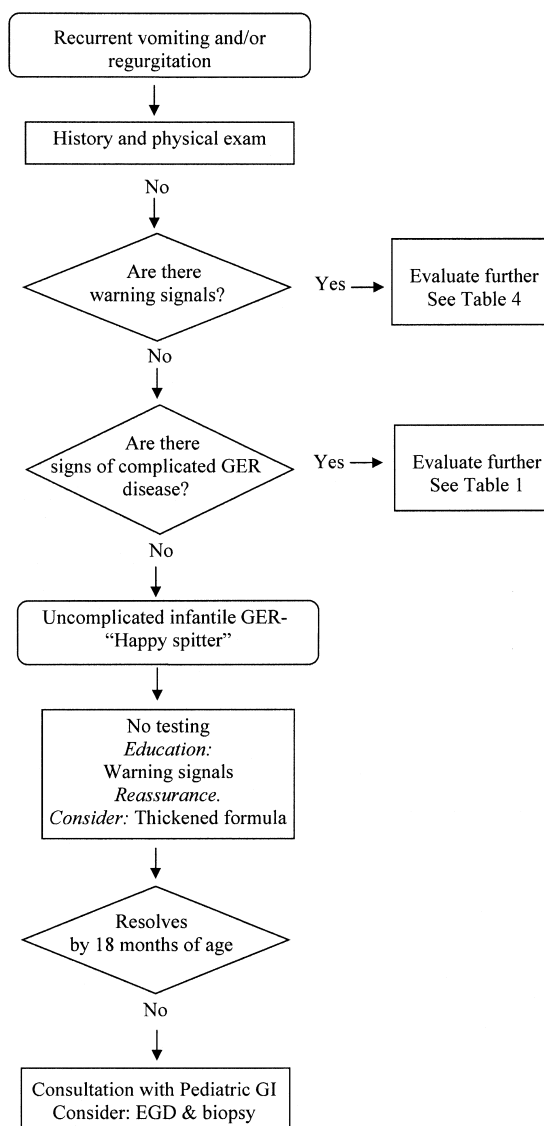 Recurrent vomiting and/or
regurgitation
History and physical exam
No
Are there
warning signals?
Yes
Evaluate further
See Table 4
No
Are there
signs of complicated GER
disease?
Yes
Evaluate further
See Table 1
No
Uncomplicated infantile GER-
“Happy spitter”
No testing
Education:
Warning signals
Reassurance.
Consider: Thickened formula
Resolves
by 18 months of age
No
Consultation with Pediatric GI
Consider: EGD & biopsy